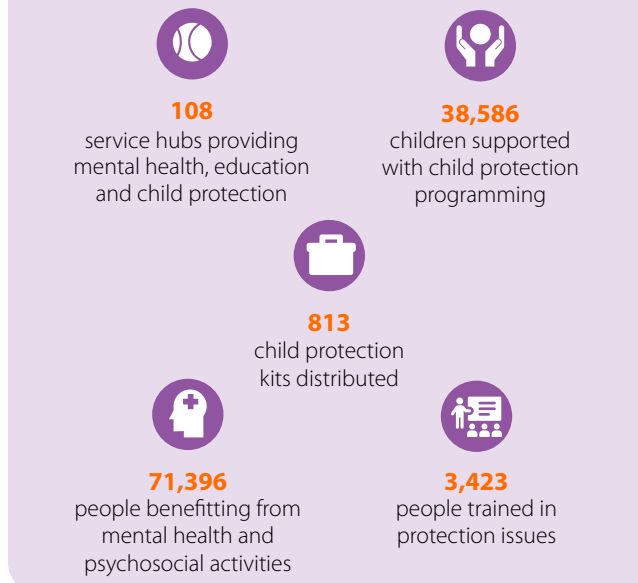 108
service hubs providing
mental health, education
and child protection
38,586
children supported
with child protection
programming
813
child protection
kits distributed
71,396
people benefitting from
mental health and
psychosocial activities
3,423
people trained in
protection issues